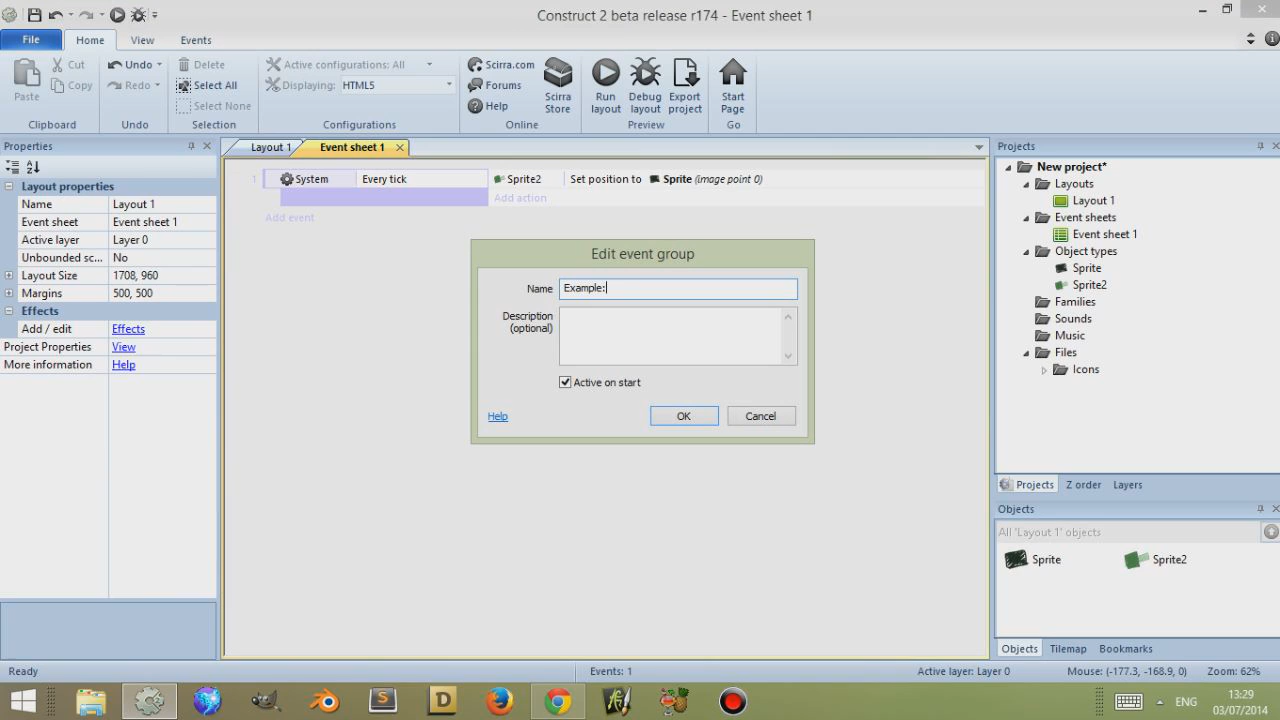 Construct 2 beta release r174 - Event sheet 1
File
Home
View
Events
Paste
Cut
Copy
Clipboard
Undo
Redo
Undo
Delete
Select All
Select None
Selection
Active configurations: All
Displaying:
HTML5
Configurations
Scirra.com
Forums
Help
Scirra
Store
Online
Run
layout
Debug
layout
Export
project
Preview
Start
Page
Go
Properties
Layout properties
Name
Layout 1
Event sheet
Event sheet 1
Active layer
Layer 0
Unbounded sc...
No
Layout Size
1708, 960
Margins
500, 500
Effects
Add / edit
Effects
Project Properties
View
More information
Help
Layout 1
Event sheet 1
1
System
Every tick
Sprite2
Set position to
Sprite (image point 0)
Add action
Add event
Edit event group
Name
Example:
Description
(optional)
Active on start
Help
OK
Cancel
Projects
New project*
Layouts
Layout 1
Event sheets
Event sheet 1
Object types
Sprite
Sprite2
Families
Sounds
Music
Files
Icons
Projects
Z order
Layers
Objects
All 'Layout 1' objects
Sprite
Sprite2
Objects
Tilemap
Bookmarks
Ready
Events: 1
Active layer: Layer 0
Mouse: (-177.3, -168.9, 0)
Zoom: 62%
S
D
ENG
13:29
03/07/2014